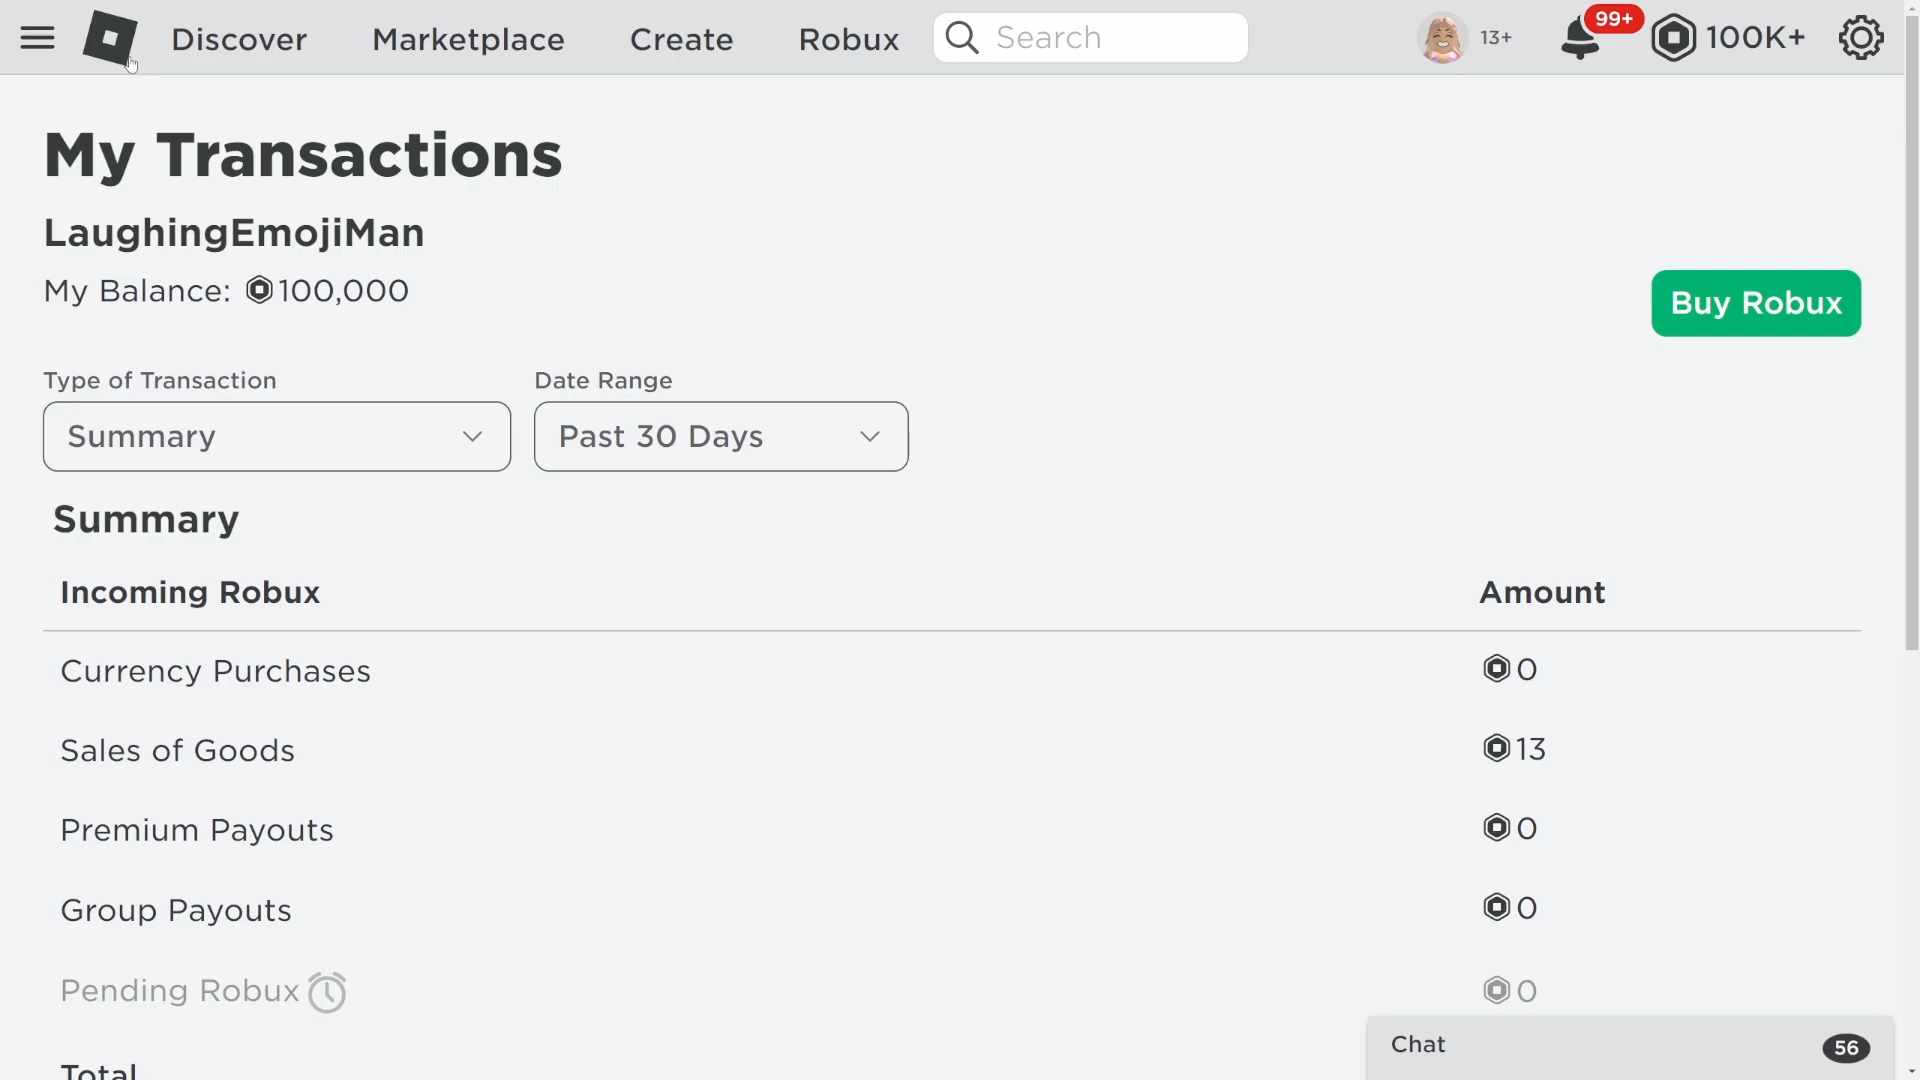 Discover Marketplace Create Robux Search 13+ 99+ 100K+
My Transactions
LaughingEmojiMan
My Balance: 100,000
Buy Robux
Type of Transaction Date Range
Summary Past 30 Days
Summary
Incoming Robux Amount
Currency Purchases 0
Sales of Goods 13
Premium Payouts 0
Group Payouts 0
Pending Robux 0
Total
Chat 56